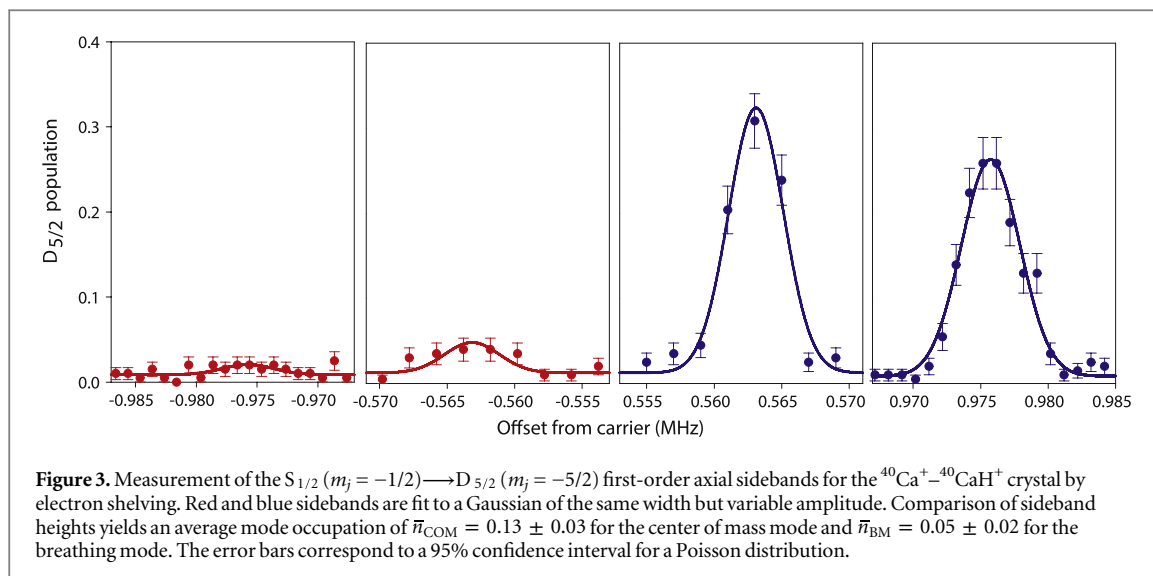 0.4
0.3
0.2
0.1
0.0
D5/2 population
-0.985 -0.980 -0.975 -0.970
-0.570 -0.565 -0.560 -0.555
0.555 0.560 0.565 0.570
0.970 0.975 0.980 0.985
Offset from carrier (MHz)
Figure 3. Measurement of the S 1/2 (mj = −1/2)⟶D 5/2 (mj = −5/2) first-order axial sidebands for the ⁴⁰Ca⁺–⁴⁰CaH⁺ crystal by
electron shelving. Red and blue sidebands are fit to a Gaussian of the same width but variable amplitude. Comparison of sideband
heights yields an average mode occupation of n̅COM = 0.13 ± 0.03 for the center of mass mode and n̅BM = 0.05 ± 0.02 for the
breathing mode. The error bars correspond to a 95% confidence interval for a Poisson distribution.